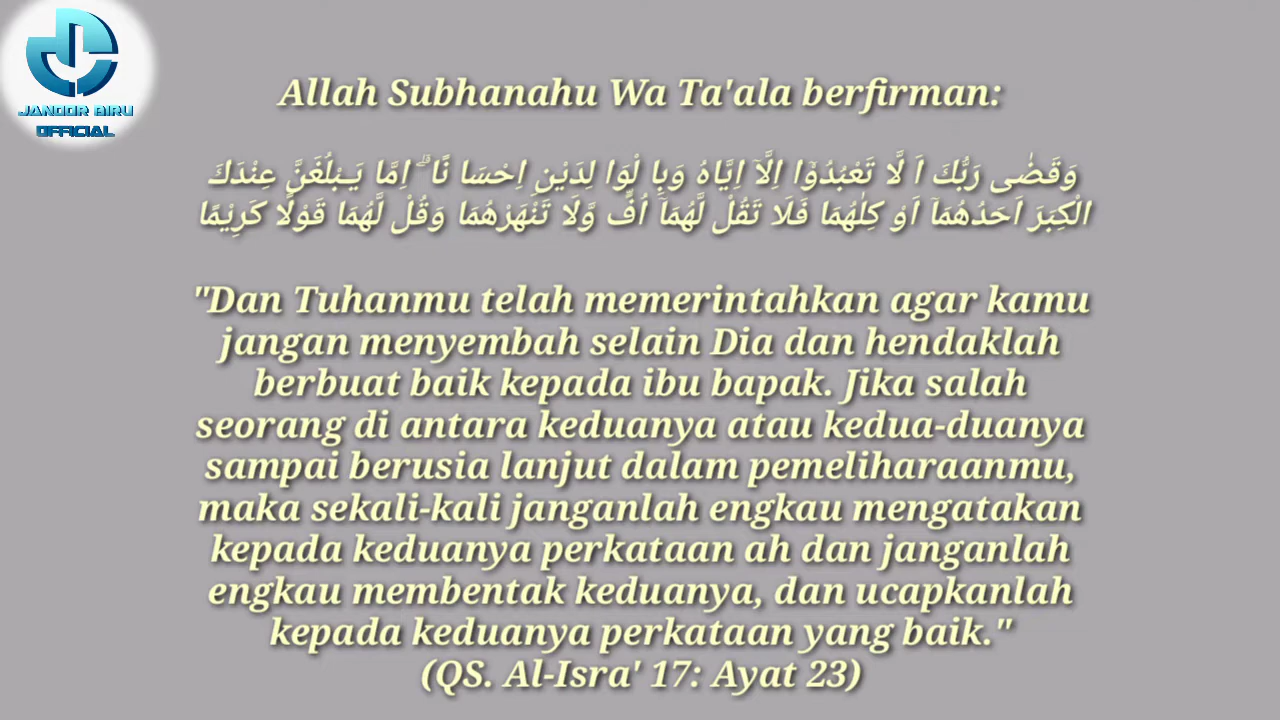 JANGOR BIRU
OFFICIAL
Allah Subhanahu Wa Ta'ala berfirman:
وَقَضٰى رَبُّكَ اَ لَّا تَعْبُدُوْۤا اِلَّاۤ اِيَّاهُ وَبِا لْوَا لِدَيْنِ اِحْسَا نًا ۗ اِمَّا يَـبْلُغَنَّ عِنْدَكَ
الْكِبَرَ اَحَدُهُمَاۤ اَوْ كِلٰهُمَا فَلَا تَقُلْ لَّهُمَاۤ اُفٍّ وَّلَا تَنْهَرْهُمَا وَقُلْ لَّهُمَا قَوْلًا كَرِيْمًا
"Dan Tuhanmu telah memerintahkan agar kamu
jangan menyembah selain Dia dan hendaklah
berbuat baik kepada ibu bapak. Jika salah
seorang di antara keduanya atau kedua-duanya
sampai berusia lanjut dalam pemeliharaanmu,
maka sekali-kali janganlah engkau mengatakan
kepada keduanya perkataan ah dan janganlah
engkau membentak keduanya, dan ucapkanlah
kepada keduanya perkataan yang baik."
(QS. Al-Isra' 17: Ayat 23)